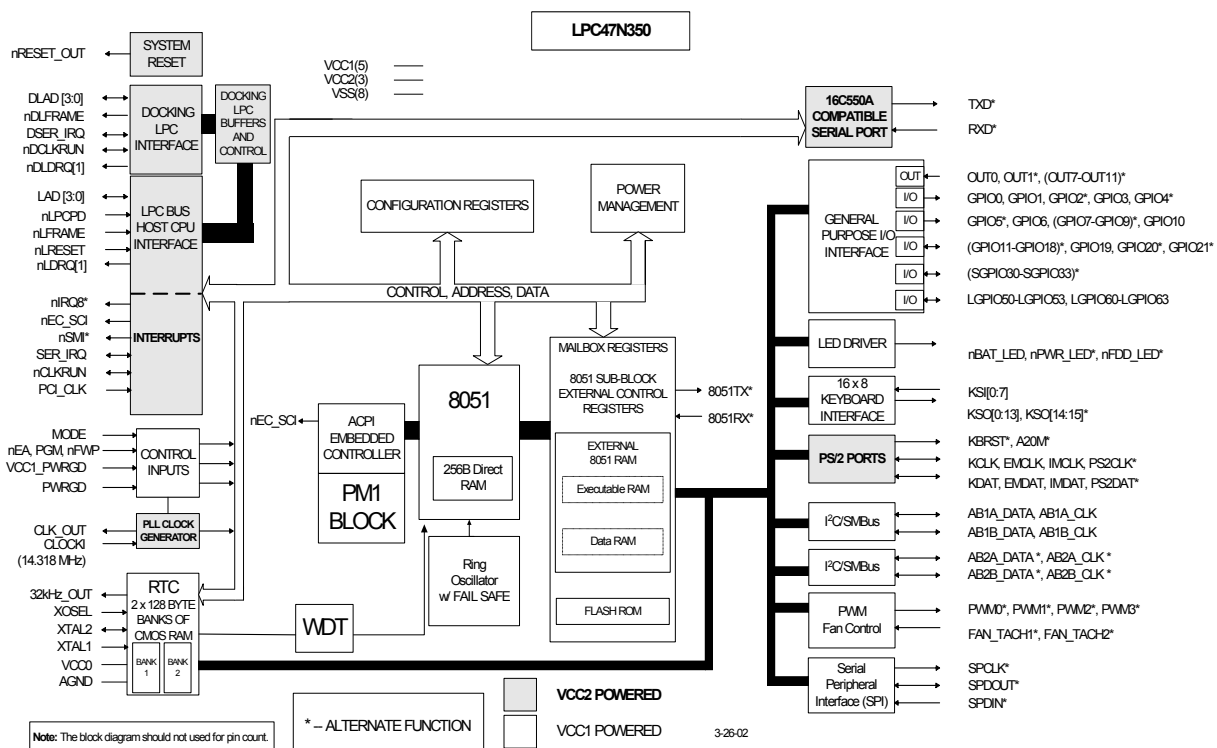 LPC47N350
VCC1(5)
VCC2(3)
VSS(8)
nRESET_OUT
SYSTEM
RESET
DLAD [3:0]
nDLFRAME
DSER_IRQ
nDCLKRUN
nDLDRQ[1]
DOCKING
LPC
INTERFACE
DOCKING
LPC
BUFFERS
AND
CONTROL
LAD [3:0]
nLPCPD
nLFRAME
nLRESET
nLDRQ[1]
LPC BUS
HOST CPU
INTERFACE
nIRQ8*
nEC_SCI
nSMI*
SER_IRQ
nCLKRUN
PCI_CLK
INTERRUPTS
MODE
nEA, PGM, nFWP
VCC1_PWRGD
PWRGD
CONTROL
INPUTS
CLK_OUT
CLOCKI
(14.318 MHz)
PLL CLOCK
GENERATOR
32kHz_OUT
XOSEL
XTAL2
XTAL1
VCC0
AGND
RTC
2 x 128 BYTE
BANKS OF
CMOS RAM
BANK
1
BANK
2
CONFIGURATION REGISTERS
POWER
MANAGEMENT
CONTROL, ADDRESS, DATA
nEC_SCI
ACPI
EMBEDDED
CONTROLLER
PM1
BLOCK
8051
256B Direct
RAM
Ring
Oscillator
w/ FAIL SAFE
WDT
MAILBOX REGISTERS
8051 SUB-BLOCK
EXTERNAL CONTROL
REGISTERS
EXTERNAL
8051 RAM
Executable RAM
Data RAM
FLASH ROM
8051TX*
8051RX*
16C550A
COMPATIBLE
SERIAL PORT
TXD*
RXD*
GENERAL
PURPOSE I/O
INTERFACE
OUT
OUT0, OUT1*, (OUT7-OUT11)*
I/O
GPIO0, GPIO1, GPIO2*, GPIO3, GPIO4*
I/O
GPIO5*, GPIO6, (GPIO7-GPIO9)*, GPIO10
I/O
(GPIO11-GPIO18)*, GPIO19, GPIO20*, GPIO21*
I/O
(SGPIO30-SGPIO33)*
I/O
LGPIO50-LGPIO53, LGPIO60-LGPIO63
LED DRIVER
nBAT_LED, nPWR_LED*, nFDD_LED*
16 x 8
KEYBOARD
INTERFACE
KSI[0:7]
KSO[0:13], KSO[14:15]*
PS/2 PORTS
KBRST*, A20M*
KCLK, EMCLK, IMCLK, PS2CLK*
KDAT, EMDAT, IMDAT, PS2DAT*
I²C/SMBus
AB1A_DATA, AB1A_CLK
AB1B_DATA, AB1B_CLK
I²C/SMBus
AB2A_DATA *, AB2A_CLK *
AB2B_DATA *, AB2B_CLK *
PWM
Fan Control
PWM0*, PWM1*, PWM2*, PWM3*
FAN_TACH1*, FAN_TACH2*
Serial
Peripheral
Interface (SPI)
SPCLK*
SPDOUT*
SPDIN*
Note: The block diagram should not used for pin count.
* – ALTERNATE FUNCTION
VCC2 POWERED
VCC1 POWERED
3-26-02